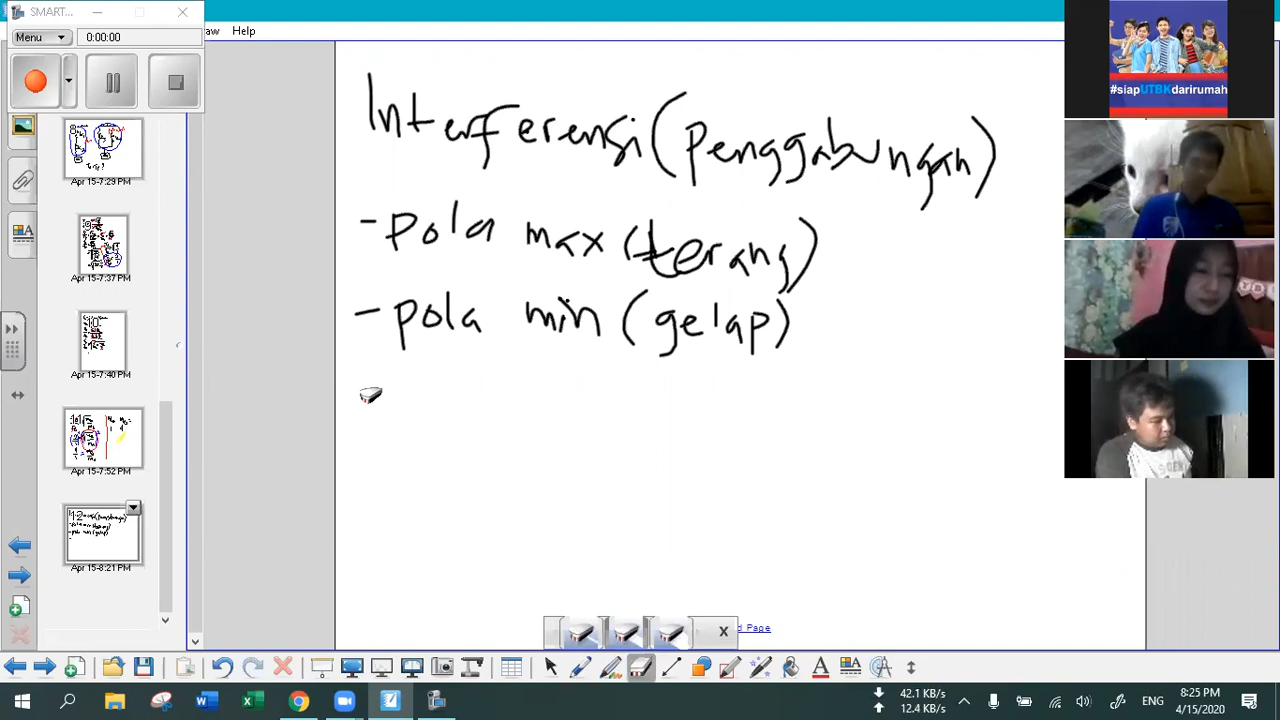 SMART...
Menu
0:00:00
aw
Help
Apr 15-7:29 PM
Apr 15-7:37 PM
Apr 15-7:40 PM
Apr 15-7:52 PM
Apr 15-8:21 PM
Interferensi (Penggabungan)
- pola max (terang)
- pola min (gelap)
d Page
X
#siapUTBKdarirumah
42.1 KB/s
12.4 KB/s
ENG
8:25 PM
4/15/2020